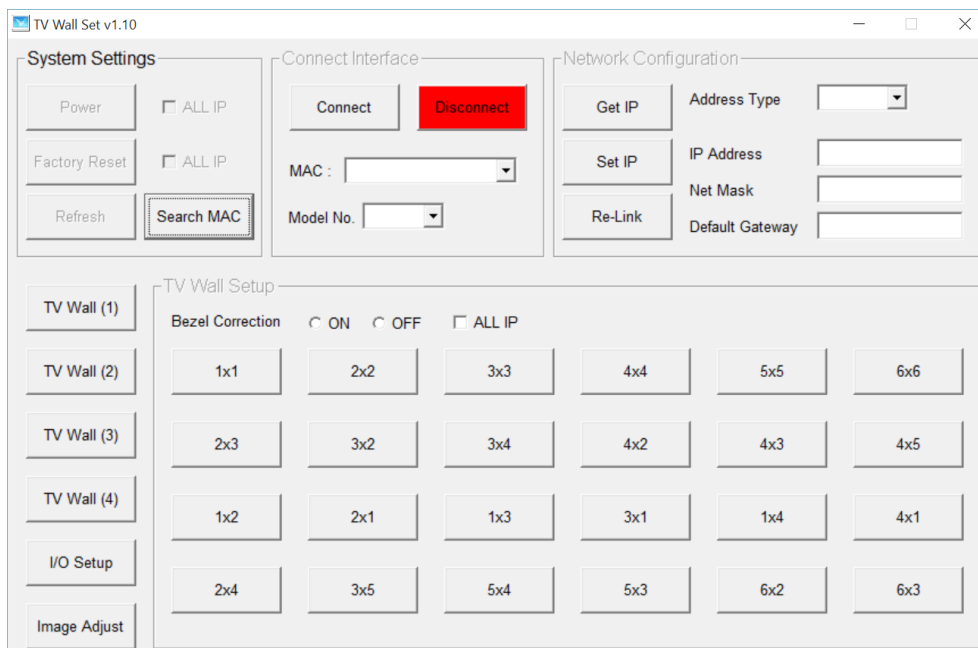 TV Wall Set v1.10
System Settings
Power
ALL IP
Factory Reset
ALL IP
Refresh
Search MAC
Connect Interface
Connect
Disconnect
MAC :
Model No.
Network Configuration
Get IP
Address Type
Set IP
IP Address
Net Mask
Re-Link
Default Gateway
TV Wall (1)
TV Wall (2)
TV Wall (3)
TV Wall (4)
I/O Setup
Image Adjust
TV Wall Setup
Bezel Correction ON OFF ALL IP
1x1 2x2 3x3 4x4 5x5 6x6
2x3 3x2 3x4 4x2 4x3 4x5
1x2 2x1 1x3 3x1 1x4 4x1
2x4 3x5 5x4 5x3 6x2 6x3